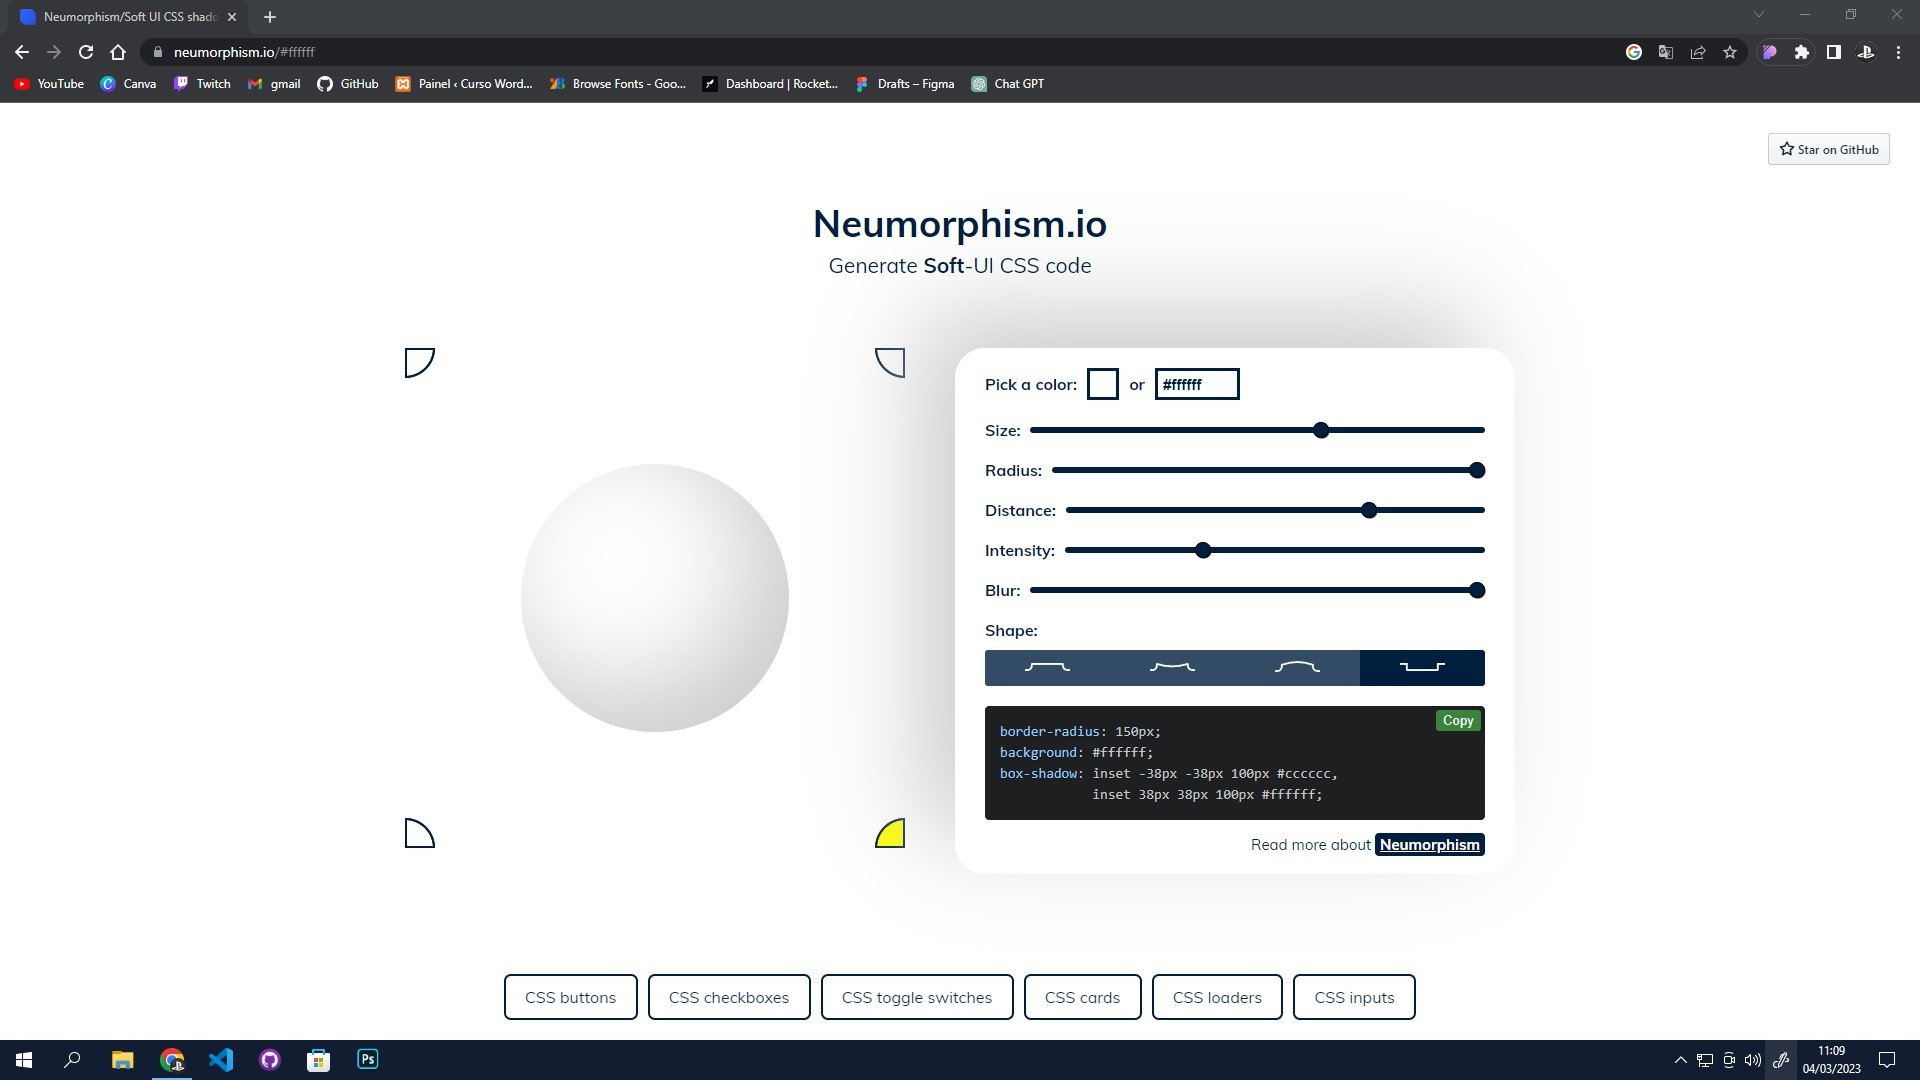 Neumorphism/Soft UI CSS shado
neumorphism.io/#ffffff
YouTube
Canva
Twitch
gmail
GitHub
Painel ‹ Curso Word...
Browse Fonts - Goo...
Dashboard | Rocket...
Drafts – Figma
Chat GPT
Star on GitHub
Neumorphism.io
Generate Soft-UI CSS code
Pick a color: or #ffffff
Size:
Radius:
Distance:
Intensity:
Blur:
Shape:
Copy
border-radius: 150px;
background: #ffffff;
box-shadow: inset -38px -38px 100px #cccccc,
inset 38px 38px 100px #ffffff;
Read more about Neumorphism
CSS buttons
CSS checkboxes
CSS toggle switches
CSS cards
CSS loaders
CSS inputs
Ps
11:09
04/03/2023